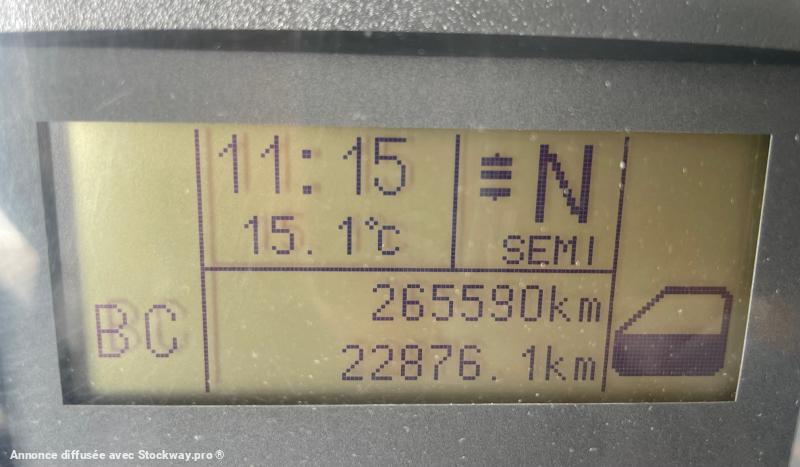 11:15
N
15.1°C
SEMI
265590km
BC
22876.1km
Annonce diffusée avec Stockway.pro®